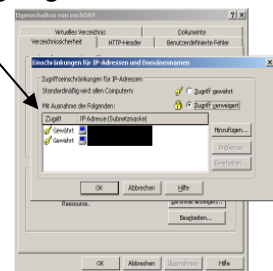 Eigenschaften von exchDAV
Virtuelles Verzeichnis
Dokumente
Verzeichnissicherheit
HTTP-Header
Benutzerdefinierte Fehler
Einschränkungen für IP-Adressen und Domänennamen
Zugriffseinschränkungen für IP-Adressen
Standardmäßig wird allen Computern:
Zugriff gewährt
Mit Ausnahme der Folgenden:
Zugriff verweigert
Zugriff
IP-Adresse (Subnetzmaske)
Gewährt
Gewährt
Hinzufügen...
Entfernen
Bearbeiten...
OK
Abbrechen
Hilfe
Ressource.
Bearbeiten...
OK
Abbrechen
Übernehmen
Hilfe